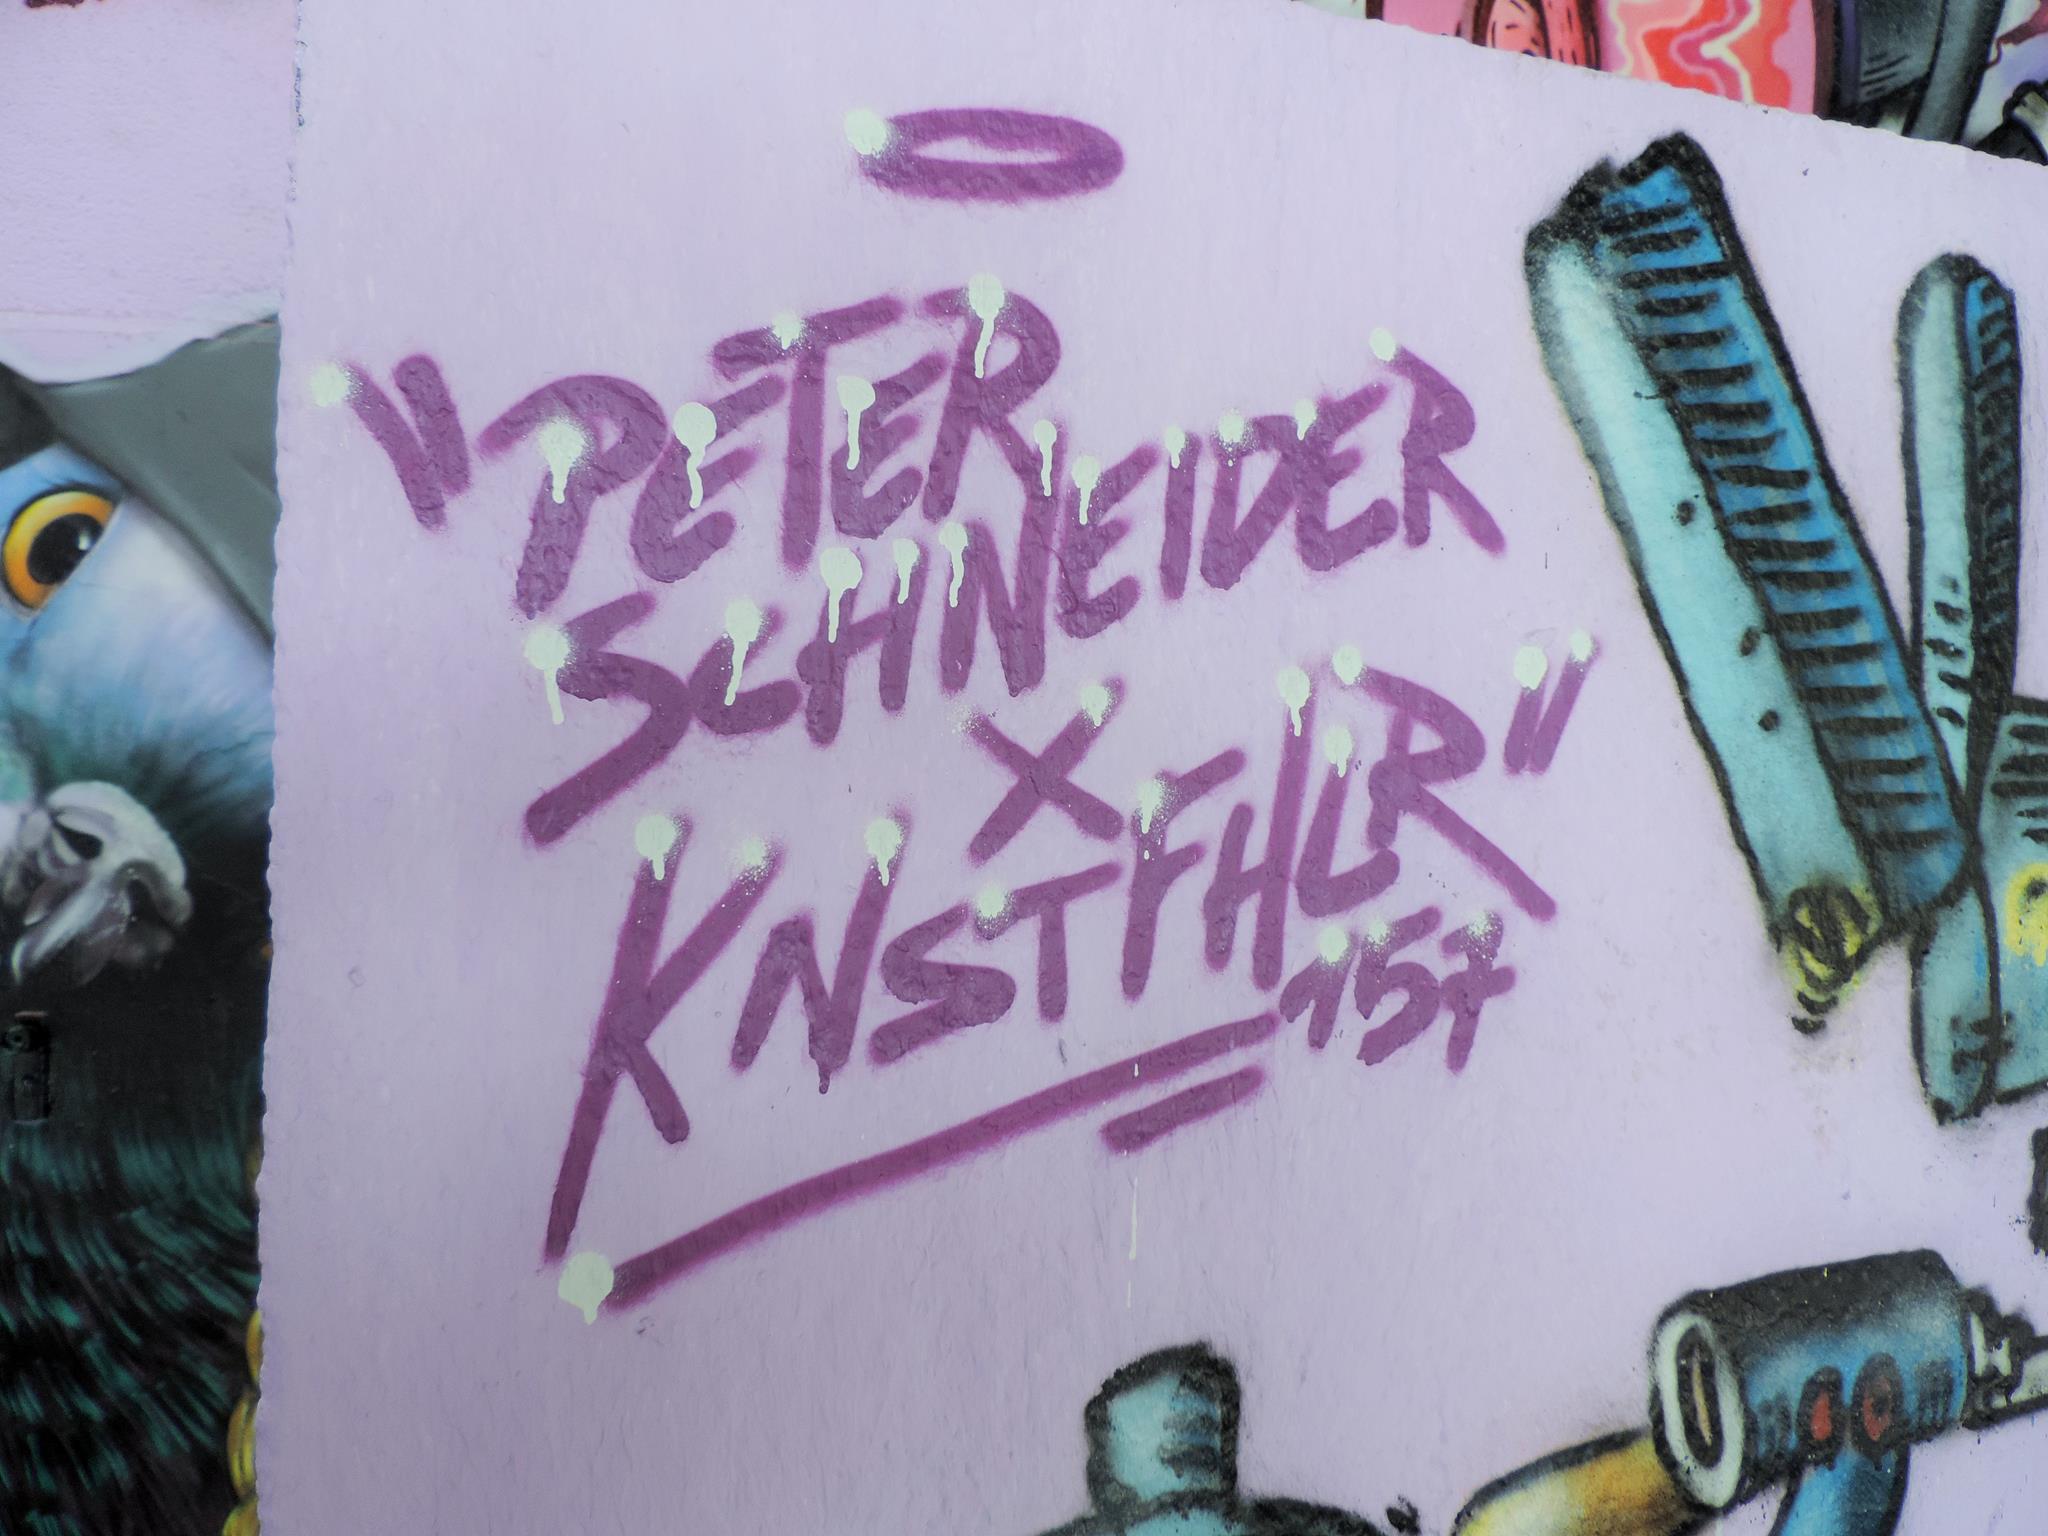 "PETER
SCHNEIDER
X
KNSTFHLR"
157